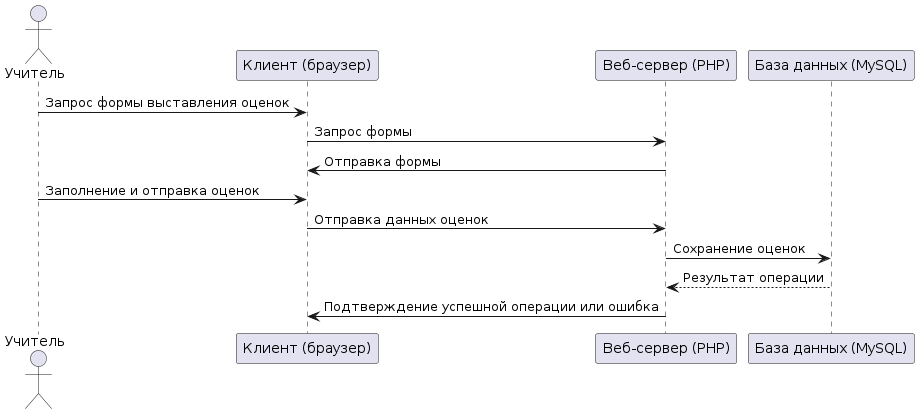 Учитель
Клиент (браузер)
Веб-сервер (PHP)
База данных (MySQL)
Запрос формы выставления оценок
Запрос формы
Отправка формы
Заполнение и отправка оценок
Отправка данных оценок
Сохранение оценок
Результат операции
Подтверждение успешной операции или ошибка
Учитель
Клиент (браузер)
Веб-сервер (PHP)
База данных (MySQL)